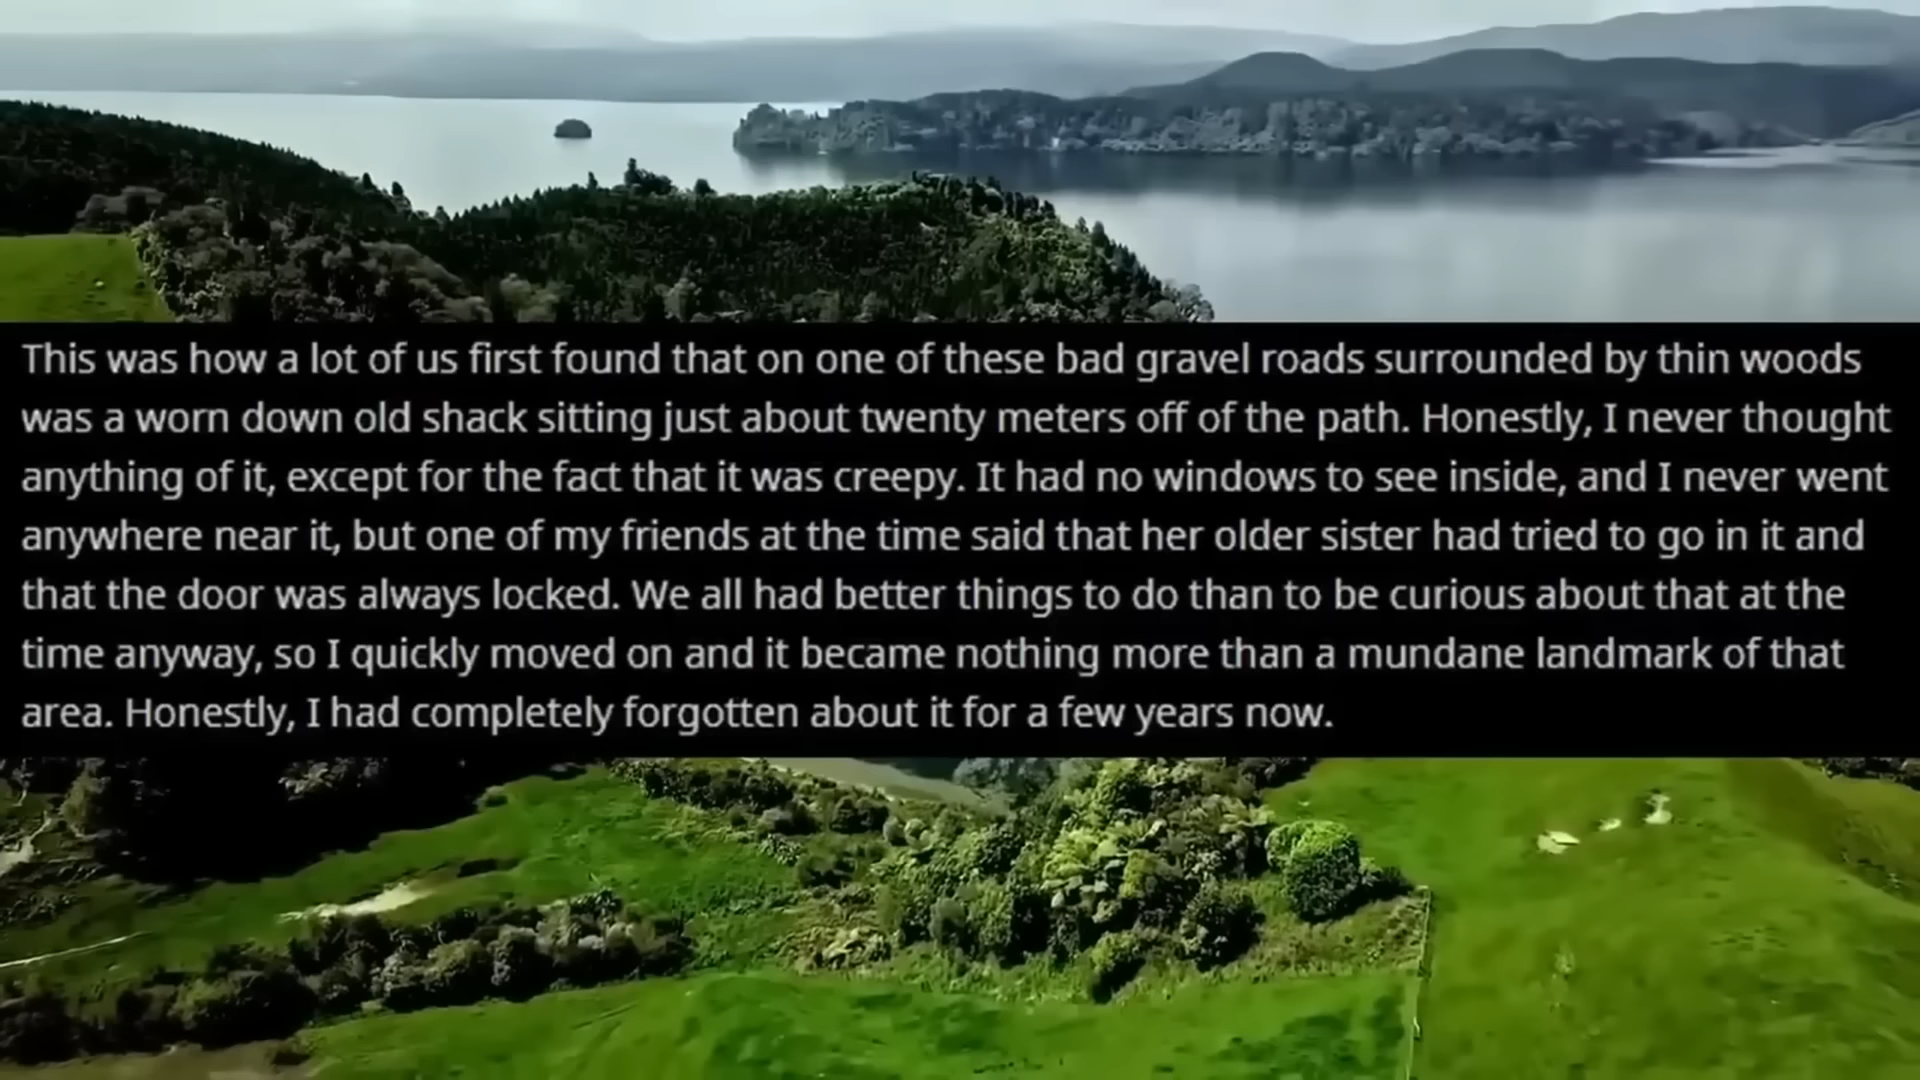 This was how a lot of us first found that on one of these bad gravel roads surrounded by thin woods
was a worn down old shack sitting just about twenty meters off of the path. Honestly, I never thought
anything of it, except for the fact that it was creepy. It had no windows to see inside, and I never went
anywhere near it, but one of my friends at the time said that her older sister had tried to go in it and
that the door was always locked. We all had better things to do than to be curious about that at the
time anyway, so I quickly moved on and it became nothing more than a mundane landmark of that
area. Honestly, I had completely forgotten about it for a few years now.